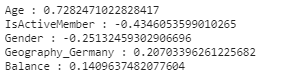 Age : 0.7282471022828417
IsActiveMember : -0.4346053599010265
Gender : -0.25132459302906696
Geography_Germany : 0.20703396261225682
Balance : 0.1409637482077604